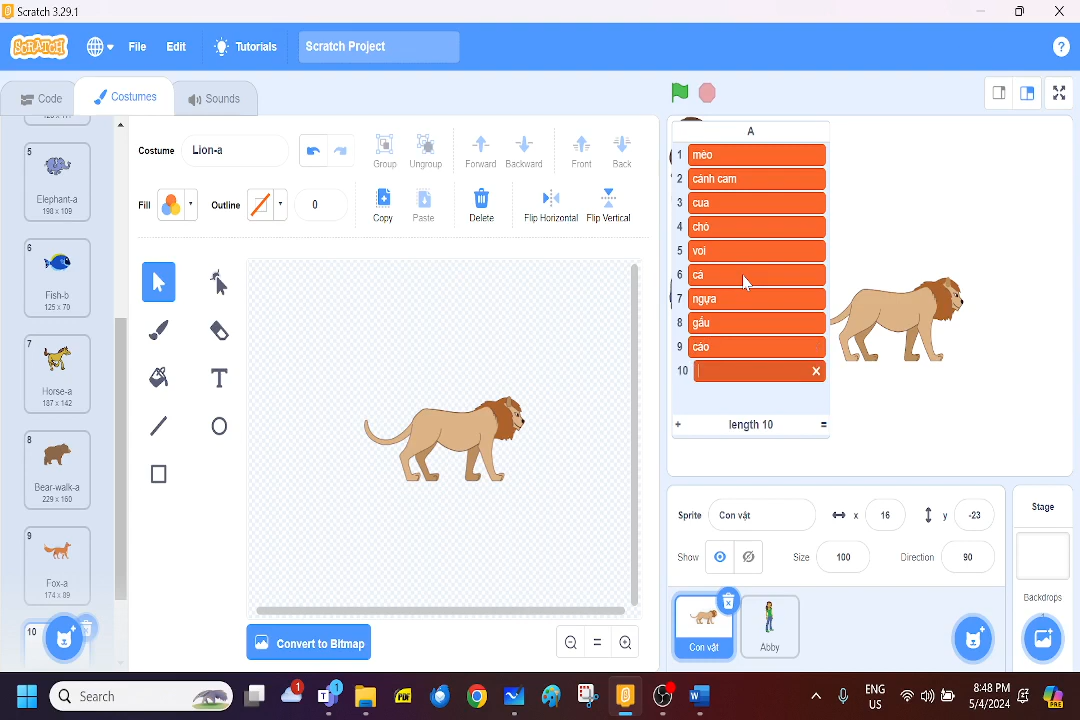 Scratch 3.29.1
SCRATCH File Edit Tutorials Scratch Project ?
Code Costumes Sounds
5
Elephant-a
198 x 109
6
Fish-b
125 x 70
7
Horse-a
187 x 142
8
Bear-walk-a
229 x 160
9
Fox-a
174 x 89
10
Costume Lion-a
Group Ungroup Forward Backward Front Back
Fill Outline 0
Copy Paste Delete Flip Horizontal Flip Vertical
T
Convert to Bitmap
A
1 mèo
2 cánh cam
3 cua
4 chó
5 voi
6 cá
7 ngựa
8 gấu
9 cáo
10
+ length 10 =
Sprite Con vật x 16 y -23
Show Size 100 Direction 90
Con vật
Abby
Stage
Backdrops
Search
1
1
PDF
ENG
US
8:48 PM
5/4/2024
PRE